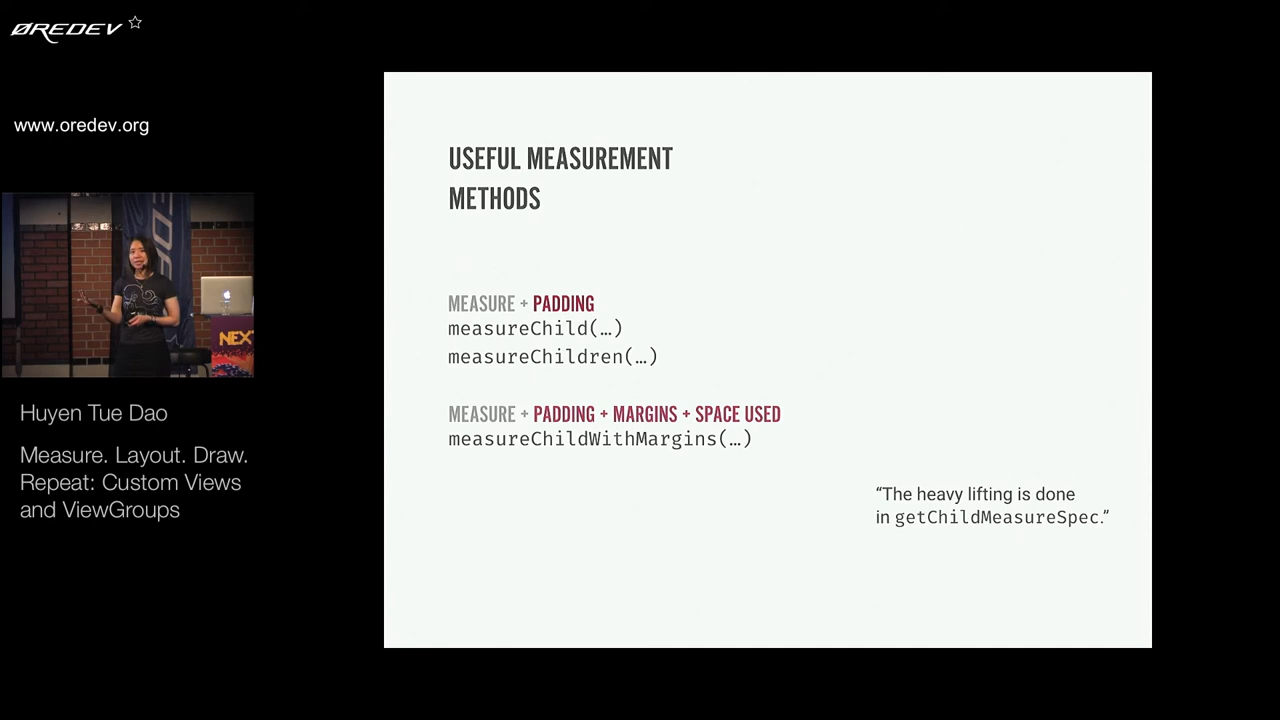 ØREDEV
www.oredev.org
NEXT
Huyen Tue Dao
Measure. Layout. Draw.
Repeat: Custom Views
and ViewGroups
USEFUL MEASUREMENT
METHODS
MEASURE + PADDING
measureChild(…)
measureChildren(…)
MEASURE + PADDING + MARGINS + SPACE USED
measureChildWithMargins(…)
“The heavy lifting is done
in getChildMeasureSpec.”